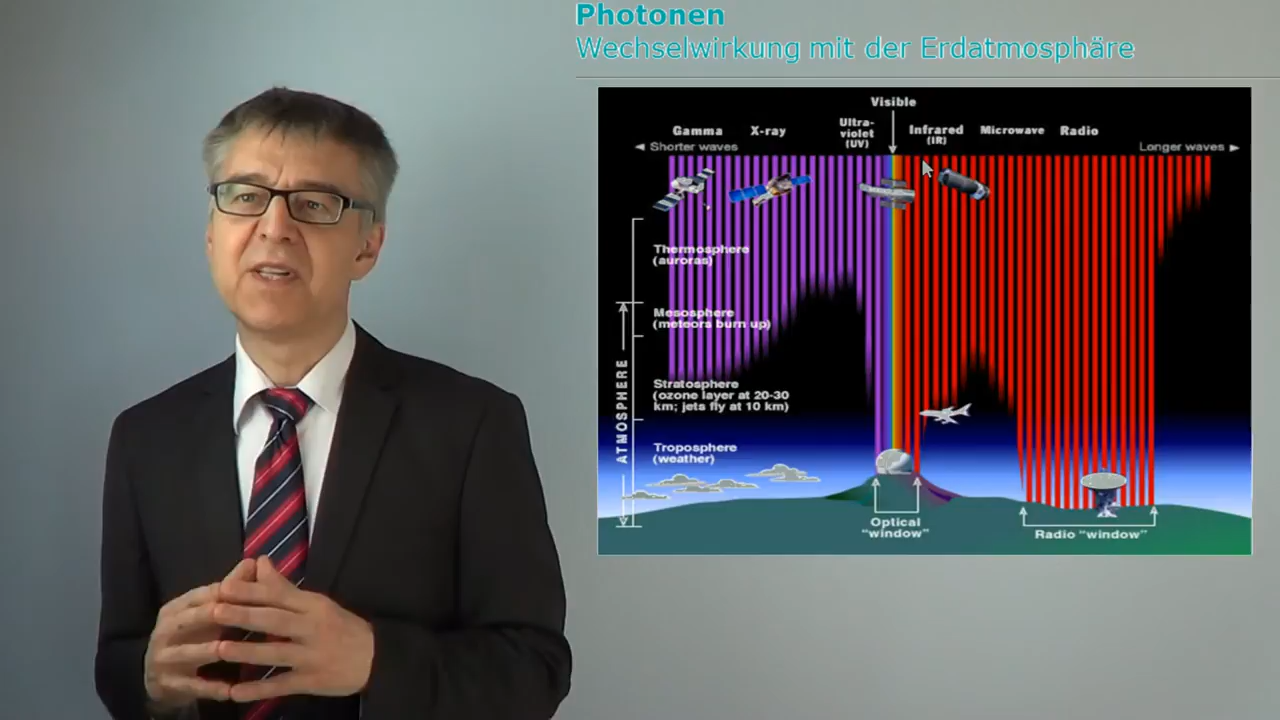 Photonen
Wechselwirkung mit der Erdatmosphäre
Visible
Gamma
X-ray
Ultra-
violet
(UV)
Infrared
(IR)
Microwave
Radio
Shorter waves
Longer waves
Thermosphere
(auroras)
Mesosphere
(meteors burn up)
ATMOSPHERE
Stratosphere
(ozone layer at 20-30
km; jets fly at 10 km)
Troposphere
(weather)
Optical
“window”
Radio “window”